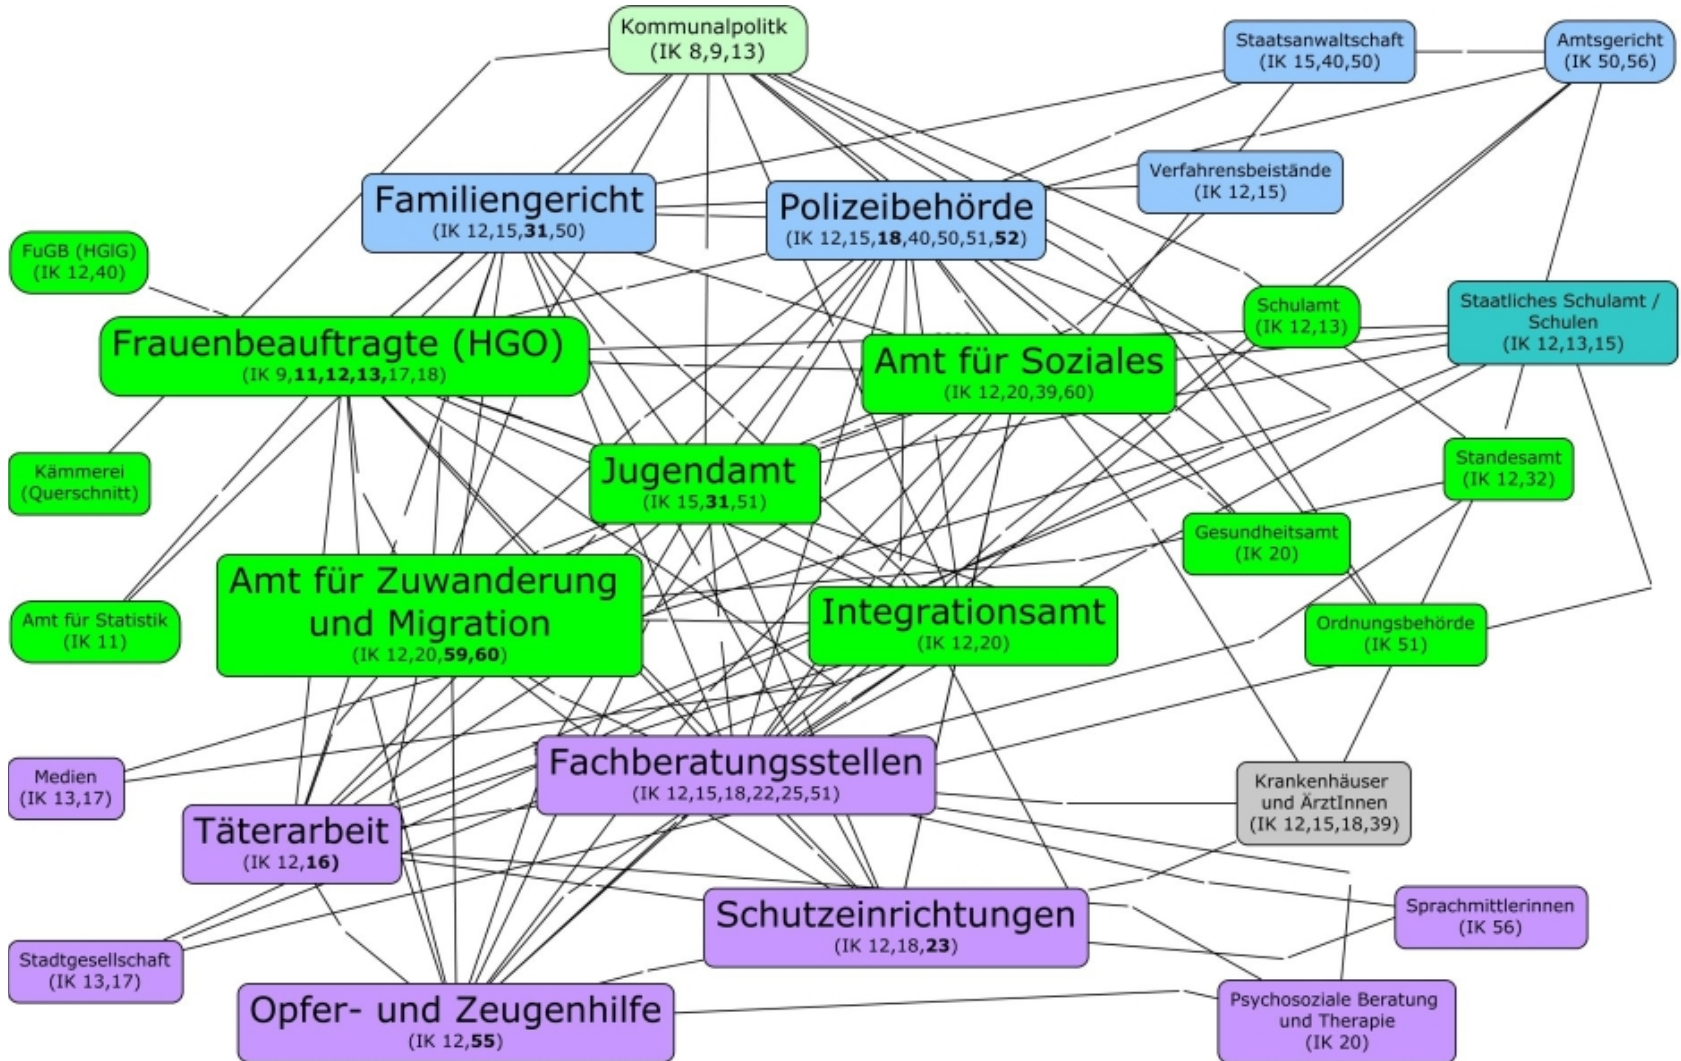 Kommunalpolitk
(IK 8,9,13)
Staatsanwaltschaft
(IK 15,40,50)
Amtsgericht
(IK 50,56)
Familiengericht
(IK 12,15,31,50)
Polizeibehörde
(IK 12,15,18,40,50,51,52)
Verfahrensbeistände
(IK 12,15)
FuGB (HGlG)
(IK 12,40)
Frauenbeauftragte (HGO)
(IK 9,11,12,13,17,18)
Amt für Soziales
(IK 12,20,39,60)
Schulamt
(IK 12,13)
Staatliches Schulamt /
Schulen
(IK 12,13,15)
Kämmerei
(Querschnitt)
Jugendamt
(IK 15,31,51)
Standesamt
(IK 12,32)
Gesundheitsamt
(IK 20)
Amt für Statistik
(IK 11)
Amt für Zuwanderung
und Migration
(IK 12,20,59,60)
Integrationsamt
(IK 12,20)
Ordnungsbehörde
(IK 51)
Medien
(IK 13,17)
Fachberatungsstellen
(IK 12,15,18,22,25,51)
Krankenhäuser
und ÄrztInnen
(IK 12,15,18,39)
Täterarbeit
(IK 12,16)
Schutzeinrichtungen
(IK 12,18,23)
Sprachmittlerinnen
(IK 56)
Stadtgesellschaft
(IK 13,17)
Opfer- und Zeugenhilfe
(IK 12,55)
Psychosoziale Beratung
und Therapie
(IK 20)